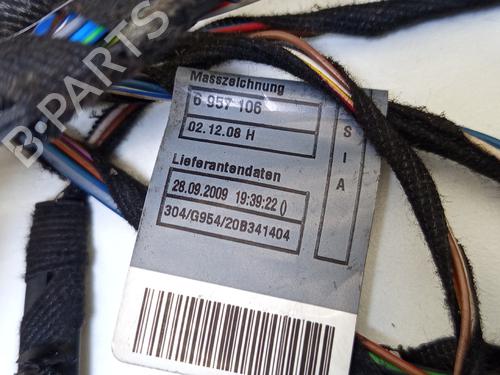 Masszeichnung
6 957 106
02.12.08 H
Lieferantendaten
28.09.2009 19:39:22 ()
304/G954/20B341404
S I A
B-PARTS